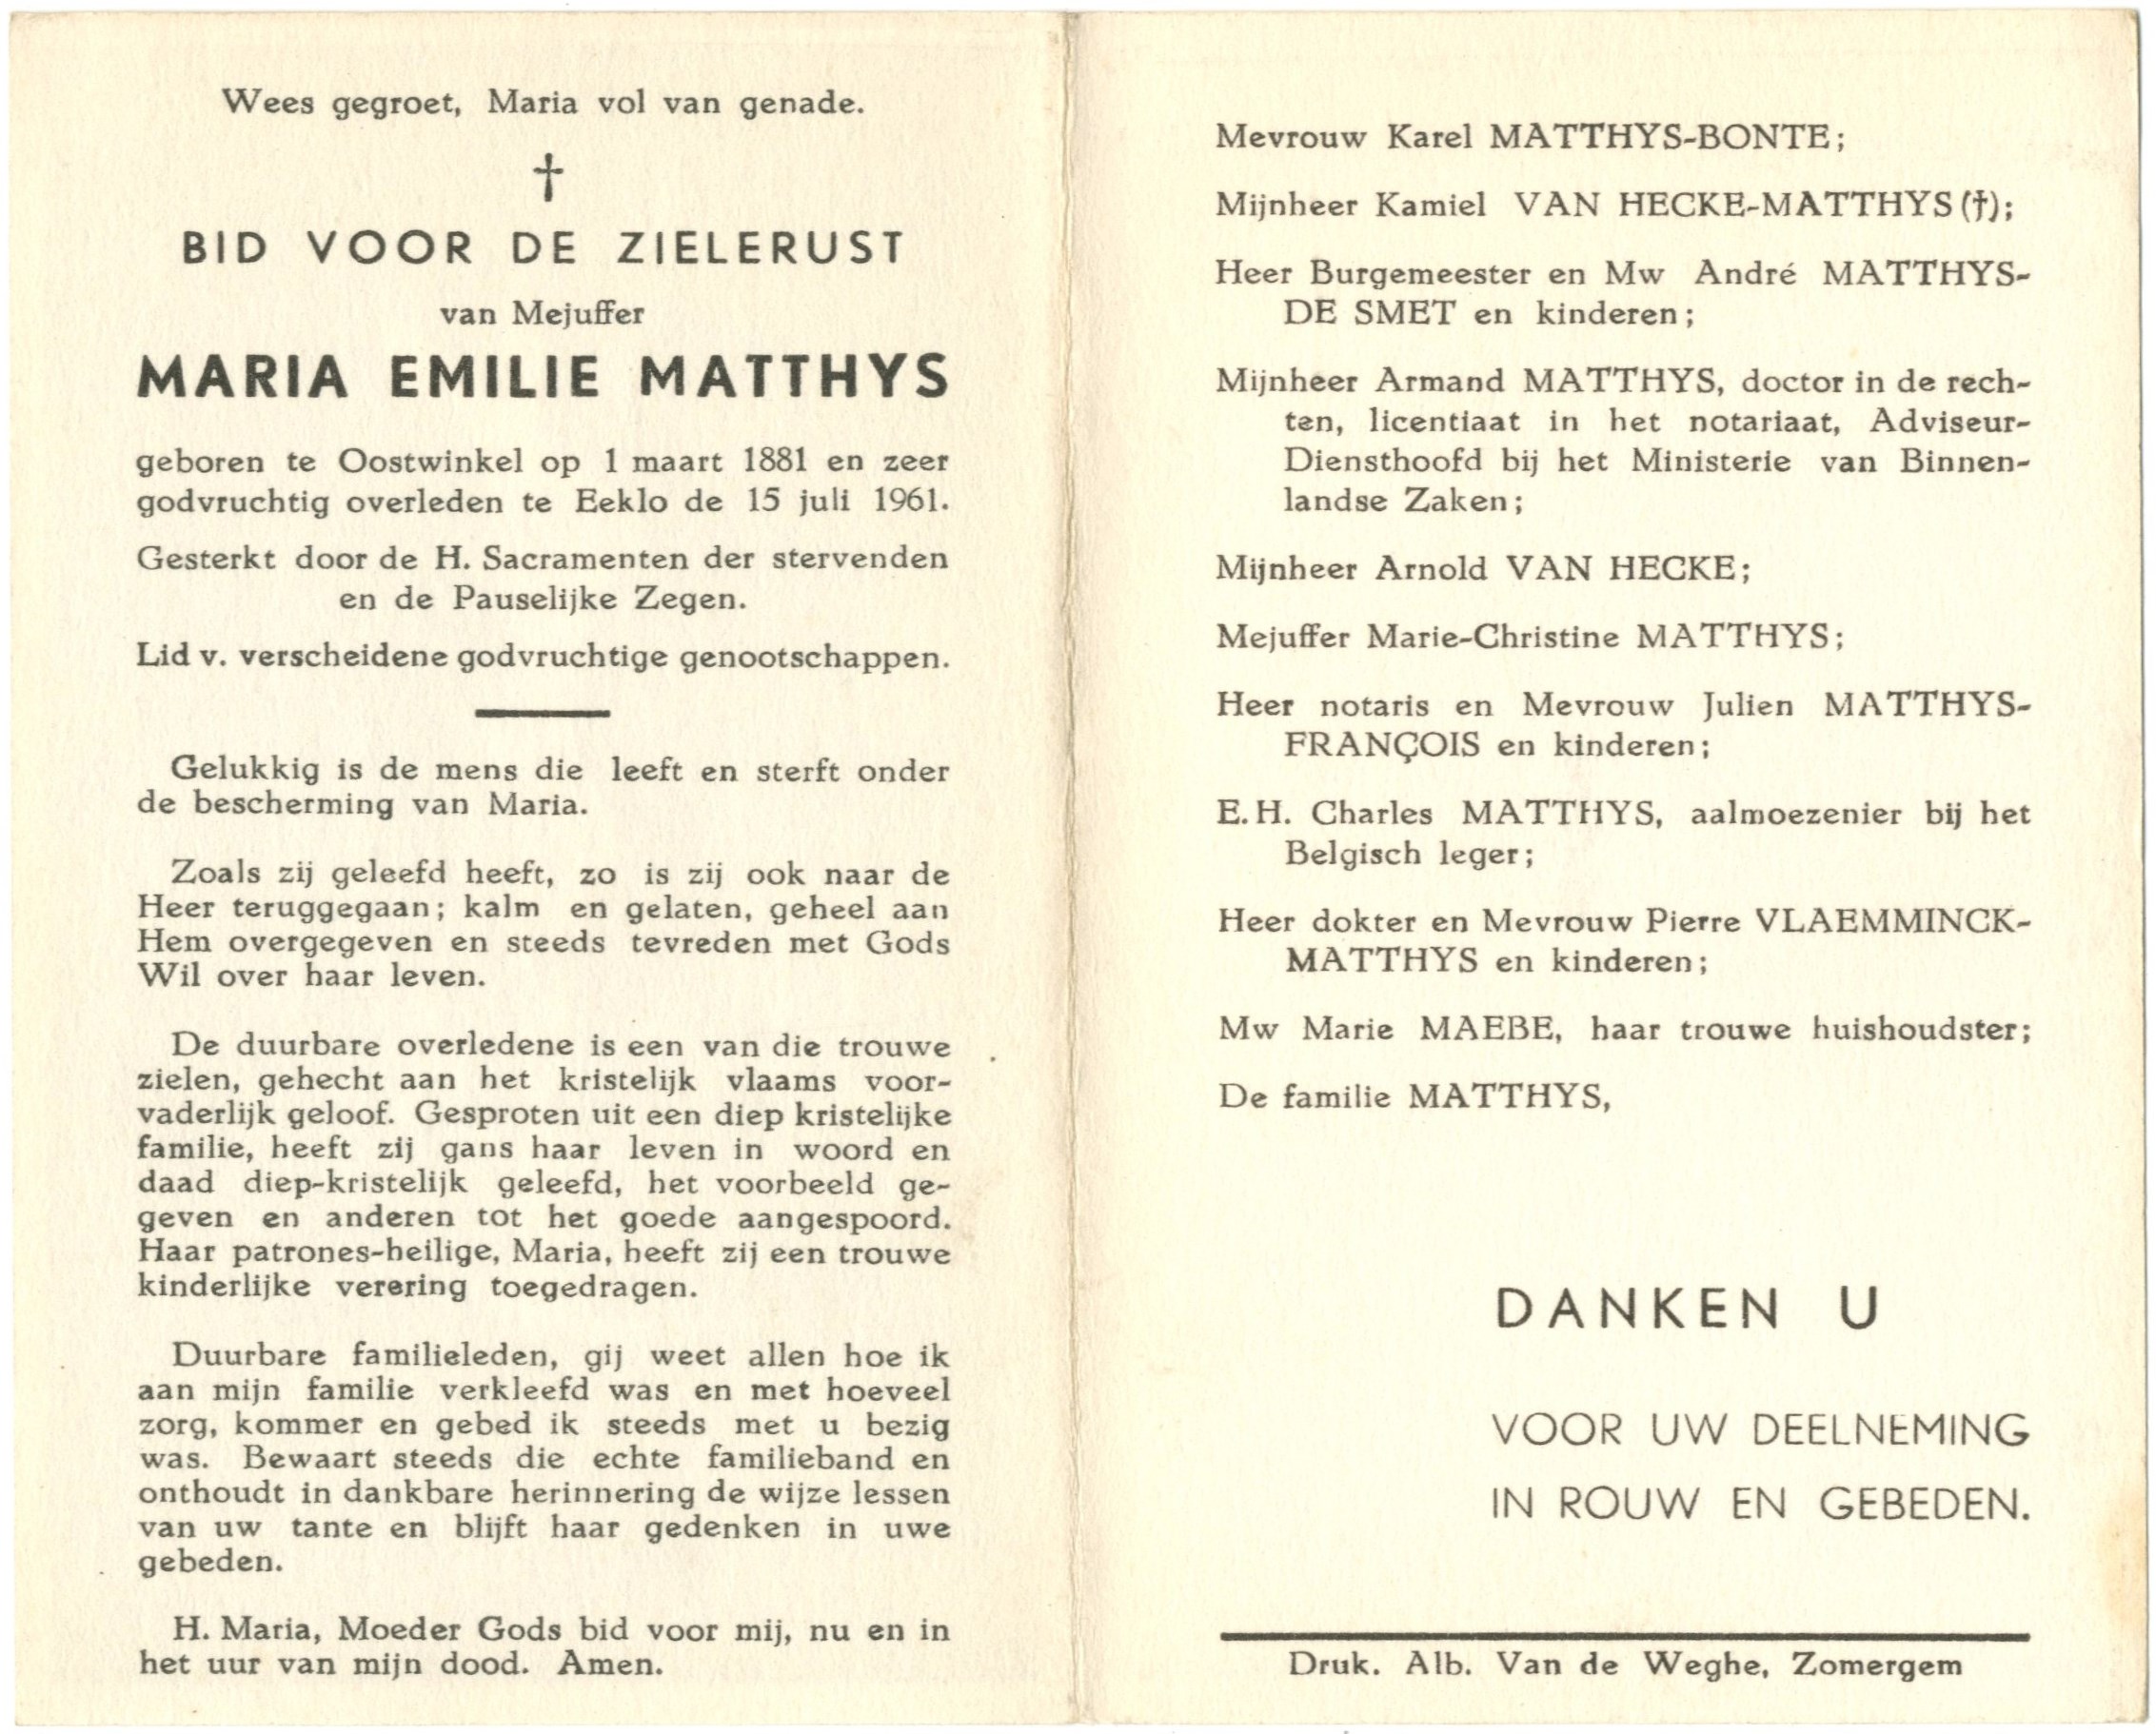 Wees gegroet, Maria vol van genade.
†
BID VOOR DE ZIELERUST
van Mejuffer
MARIA EMILIE MATTHYS
geboren te Oostwinkel op 1 maart 1881 en zeer
godvruchtig overleden te Eeklo de 15 juli 1961.
Gesterkt door de H. Sacramenten der stervenden
en de Pauselijke Zegen.
Lid v. verscheidene godvruchtige genootschappen.
Gelukkig is de mens die leeft en sterft onder
de bescherming van Maria.
Zoals zij geleefd heeft, zo is zij ook naar de
Heer teruggegaan; kalm en gelaten, geheel aan
Hem overgegeven en steeds tevreden met Gods
Wil over haar leven.
De duurbare overledene is een van die trouwe
zielen, gehecht aan het kristelijk vlaams voor-
vaderlijk geloof. Gesproten uit een diep kristelijke
familie, heeft zij gans haar leven in woord en
daad diep-kristelijk geleefd, het voorbeeld ge-
geven en anderen tot het goede aangespoord.
Haar patrones-heilige, Maria, heeft zij een trouwe
kinderlijke verering toegedragen.
Duurbare familieleden, gij weet allen hoe ik
aan mijn familie verkleefd was en met hoeveel
zorg, kommer en gebed ik steeds met u bezig
was. Bewaart steeds die echte familieband en
onthoudt in dankbare herinnering de wijze lessen
van uw tante en blijft haar gedenken in uwe
gebeden.
H. Maria, Moeder Gods bid voor mij, nu en in
het uur van mijn dood. Amen.
Mevrouw Karel MATTHYS-BONTE;
Mijnheer Kamiel VAN HECKE-MATTHYS (†);
Heer Burgemeester en Mw André MATTHYS-
DE SMET en kinderen;
Mijnheer Armand MATTHYS, doctor in de rech-
ten, licentiaat in het notariaat, Adviseur-
Diensthoofd bij het Ministerie van Binnen-
landse Zaken;
Mijnheer Arnold VAN HECKE;
Mejuffer Marie-Christine MATTHYS;
Heer notaris en Mevrouw Julien MATTHYS-
FRANÇOIS en kinderen;
E. H. Charles MATTHYS, aalmoezenier bij het
Belgisch leger;
Heer dokter en Mevrouw Pierre VLAEMMINCK-
MATTHYS en kinderen;
Mw Marie MAEBE, haar trouwe huishoudster;
De familie MATTHYS,
DANKEN U
VOOR UW DEELNEMING
IN ROUW EN GEBEDEN.
Druk. Alb. Van de Weghe, Zomergem